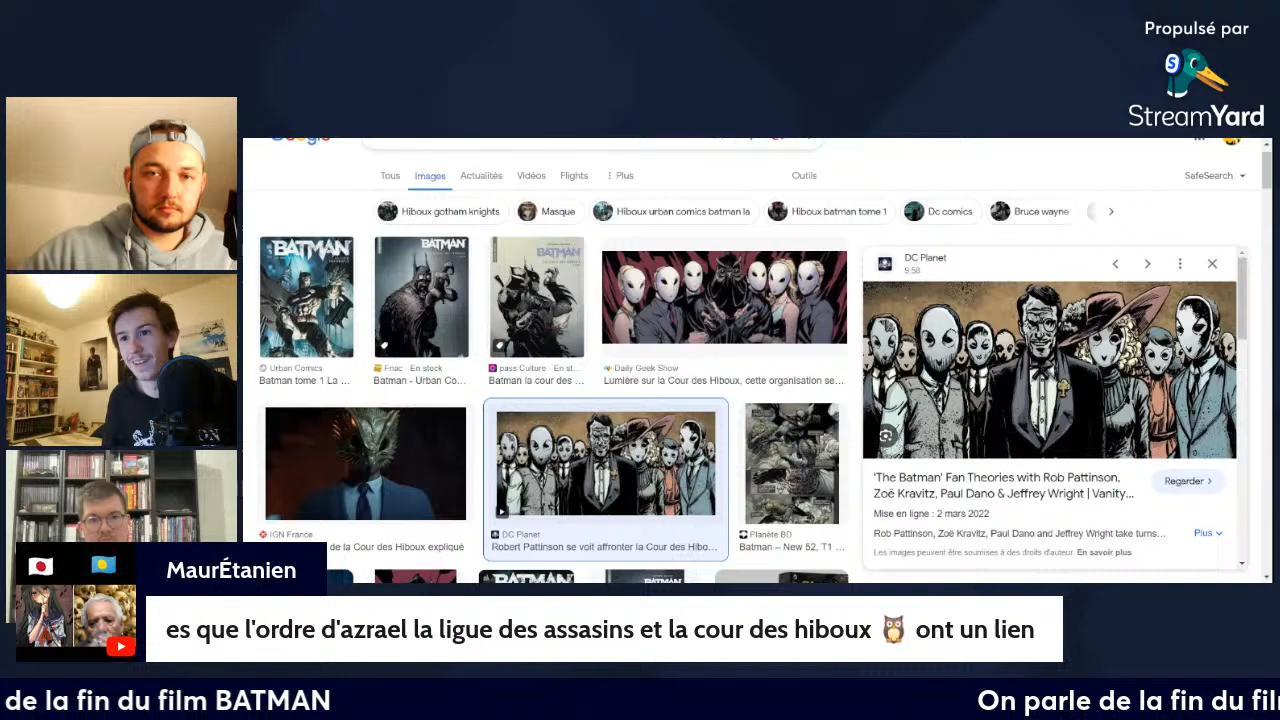 Propulsé par
StreamYard
Google
Tous Images Actualités Vidéos Flights Plus Outils SafeSearch
Hiboux gotham knights
Masque
Hiboux urban comics batman la
Hiboux batman tome 1
Dc comics
Bruce wayne
BATMAN
BATMAN
BATMAN
Urban Comics
Batman tome 1 La ...
Fnac · En stock
Batman - Urban Co...
pass Culture · En st...
Batman la cour des ...
Daily Geek Show
Lumière sur la Cour des Hiboux, cette organisation se...
IGN France
de la Cour des Hiboux expliqué
DC Planet
Robert Pattinson se voit affronter la Cour des Hibo...
Planète BD
Batman – New 52, T1 ...
BATMAN
BATMAN
DC Planet
9:58
'The Batman' Fan Theories with Rob Pattinson,
Zoë Kravitz, Paul Dano & Jeffrey Wright | Vanity...
Regarder
Mise en ligne : 2 mars 2022
Rob Pattinson, Zoë Kravitz, Paul Dano and Jeffrey Wright take turns...
Plus
Les images peuvent être soumises à des droits d'auteur. En savoir plus
ON
MaurÉtanien
es que l'ordre d'azrael la ligue des assasins et la cour des hiboux 🦉 ont un lien
de la fin du film BATMAN
On parle de la fin du fil